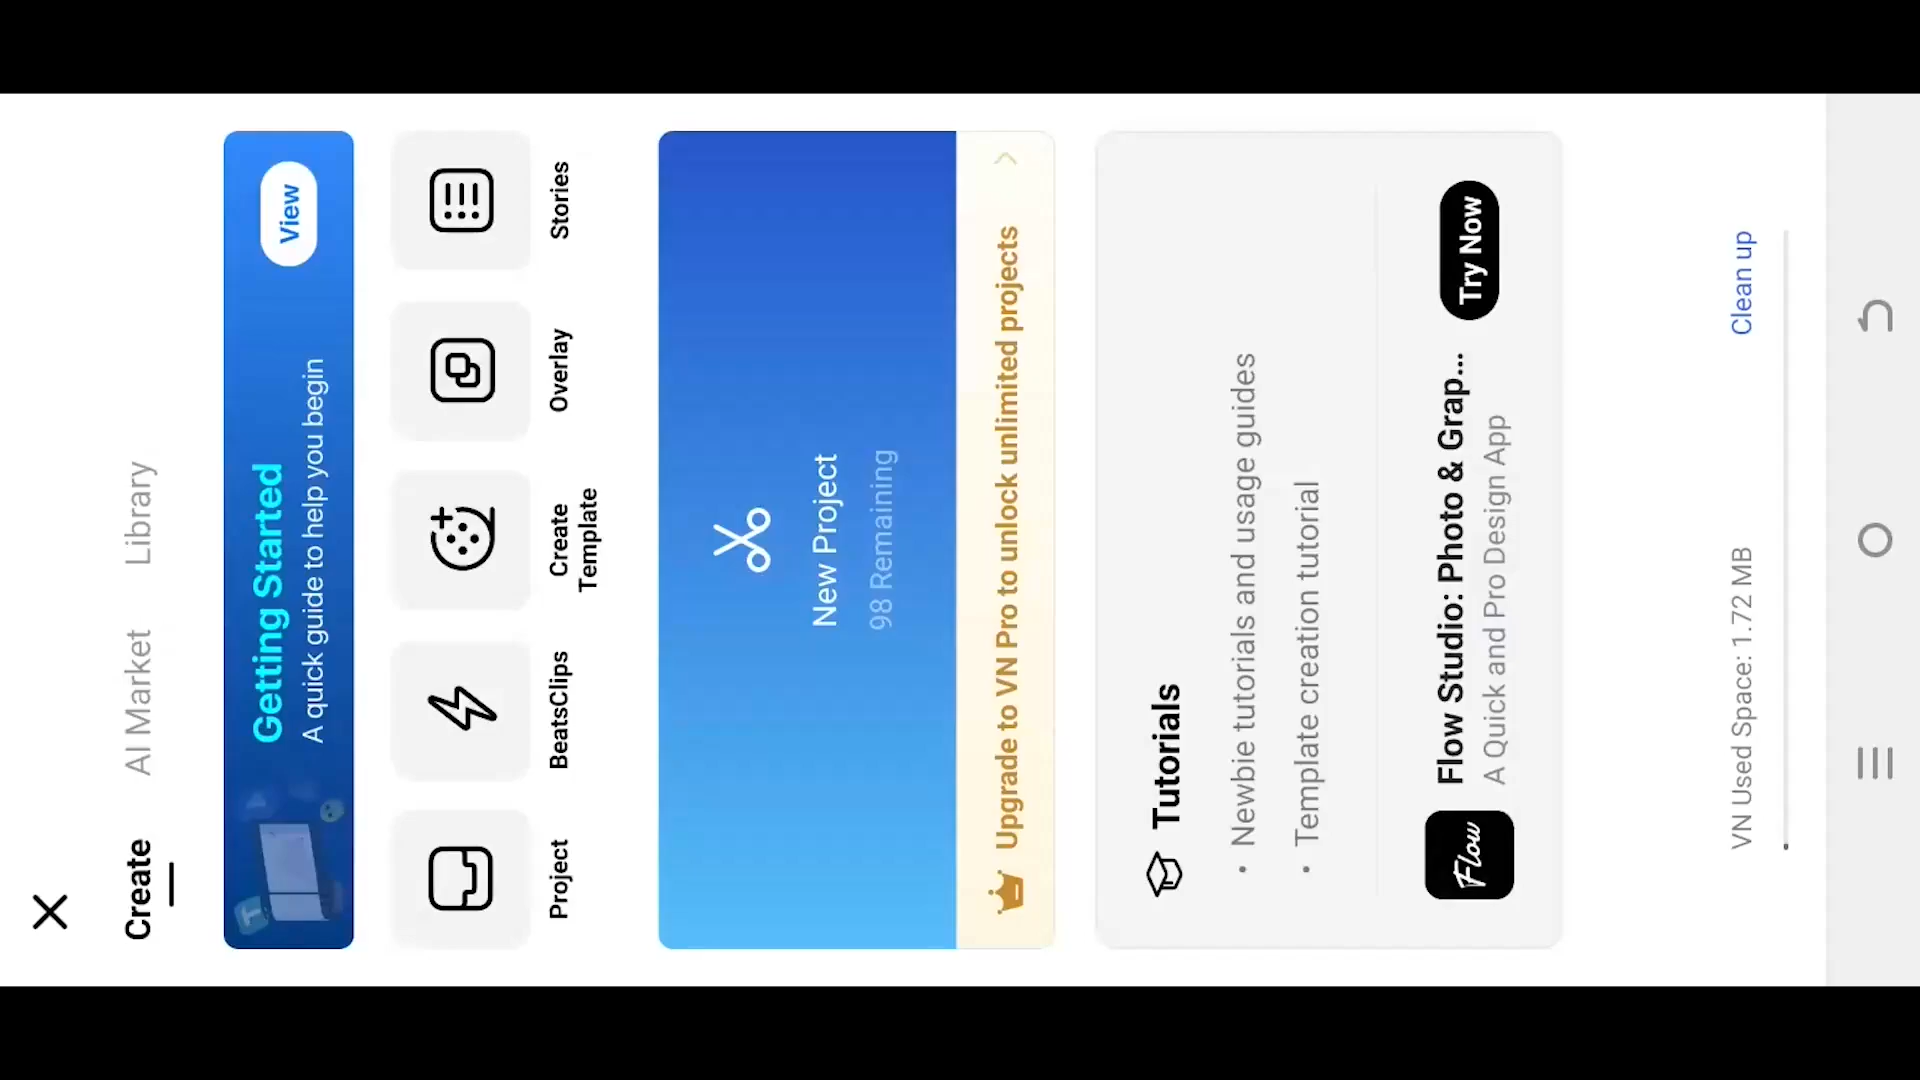 Create AI Market Library
Getting Started
A quick guide to help you begin
View
Project
BeatsClips
Create
Template
Overlay
Stories
New Project
98 Remaining
Upgrade to VN Pro to unlock unlimited projects
Tutorials
• Newbie tutorials and usage guides
• Template creation tutorial
Flow
Flow Studio: Photo & Grap...
A Quick and Pro Design App
Try Now
VN Used Space: 1.72 MB
Clean up